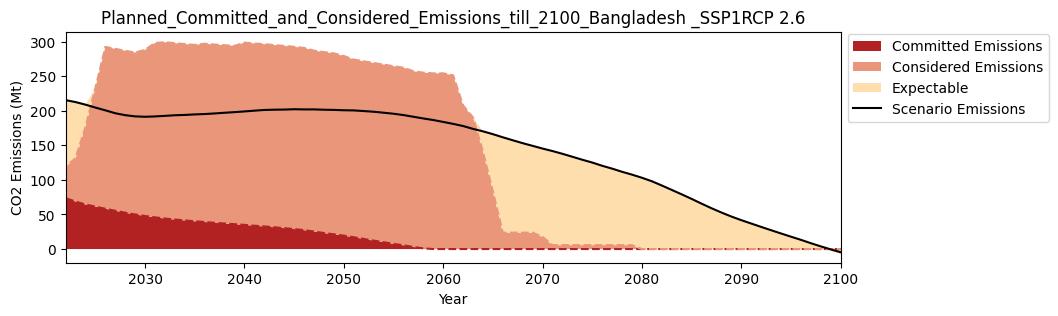 Planned_Committed_and_Considered_Emissions_till_2100_Bangladesh _SSP1RCP 2.6
CO2 Emissions (Mt)
300
250
200
150
100
50
0
2030
2040
2050
2060
2070
2080
2090
2100
Year
Committed Emissions
Considered Emissions
Expectable
Scenario Emissions